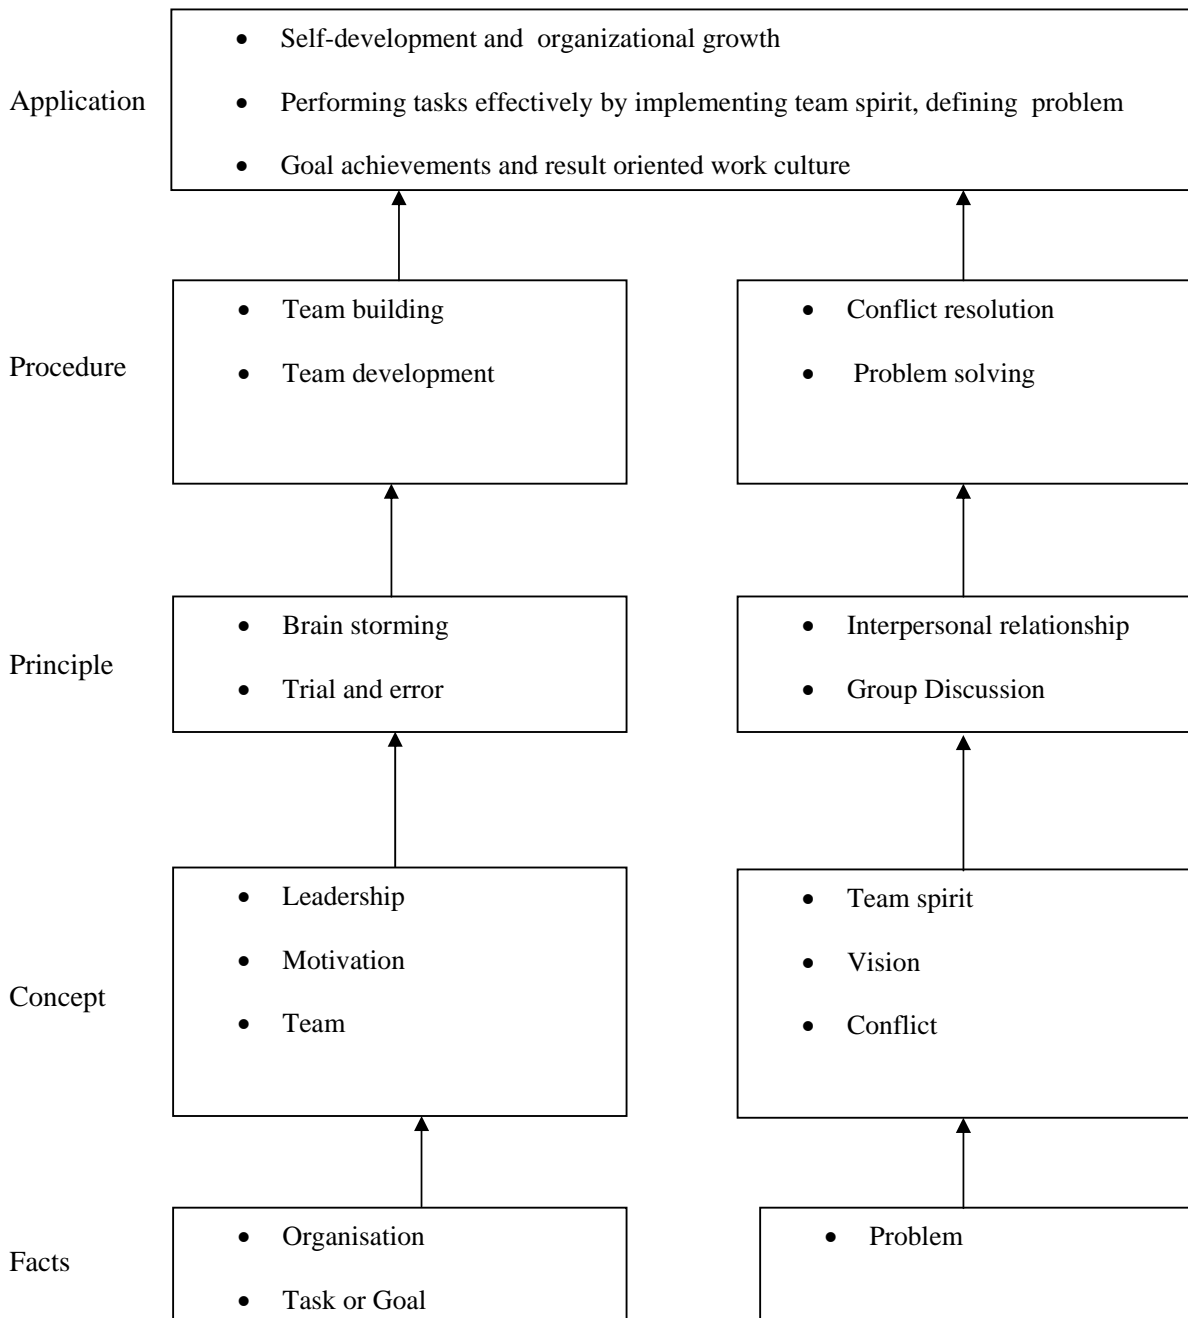 • Self-development and  organizational growth
Application
• Performing tasks effectively by implementing team spirit, defining  problem
• Goal achievements and result oriented work culture
Procedure
• Team building
• Team development
• Conflict resolution
• Problem solving
Principle
• Brain storming
• Trial and error
• Interpersonal relationship
• Group Discussion
Concept
• Leadership
• Motivation
• Team
• Team spirit
• Vision
• Conflict
Facts
• Organisation
• Task or Goal
• Problem